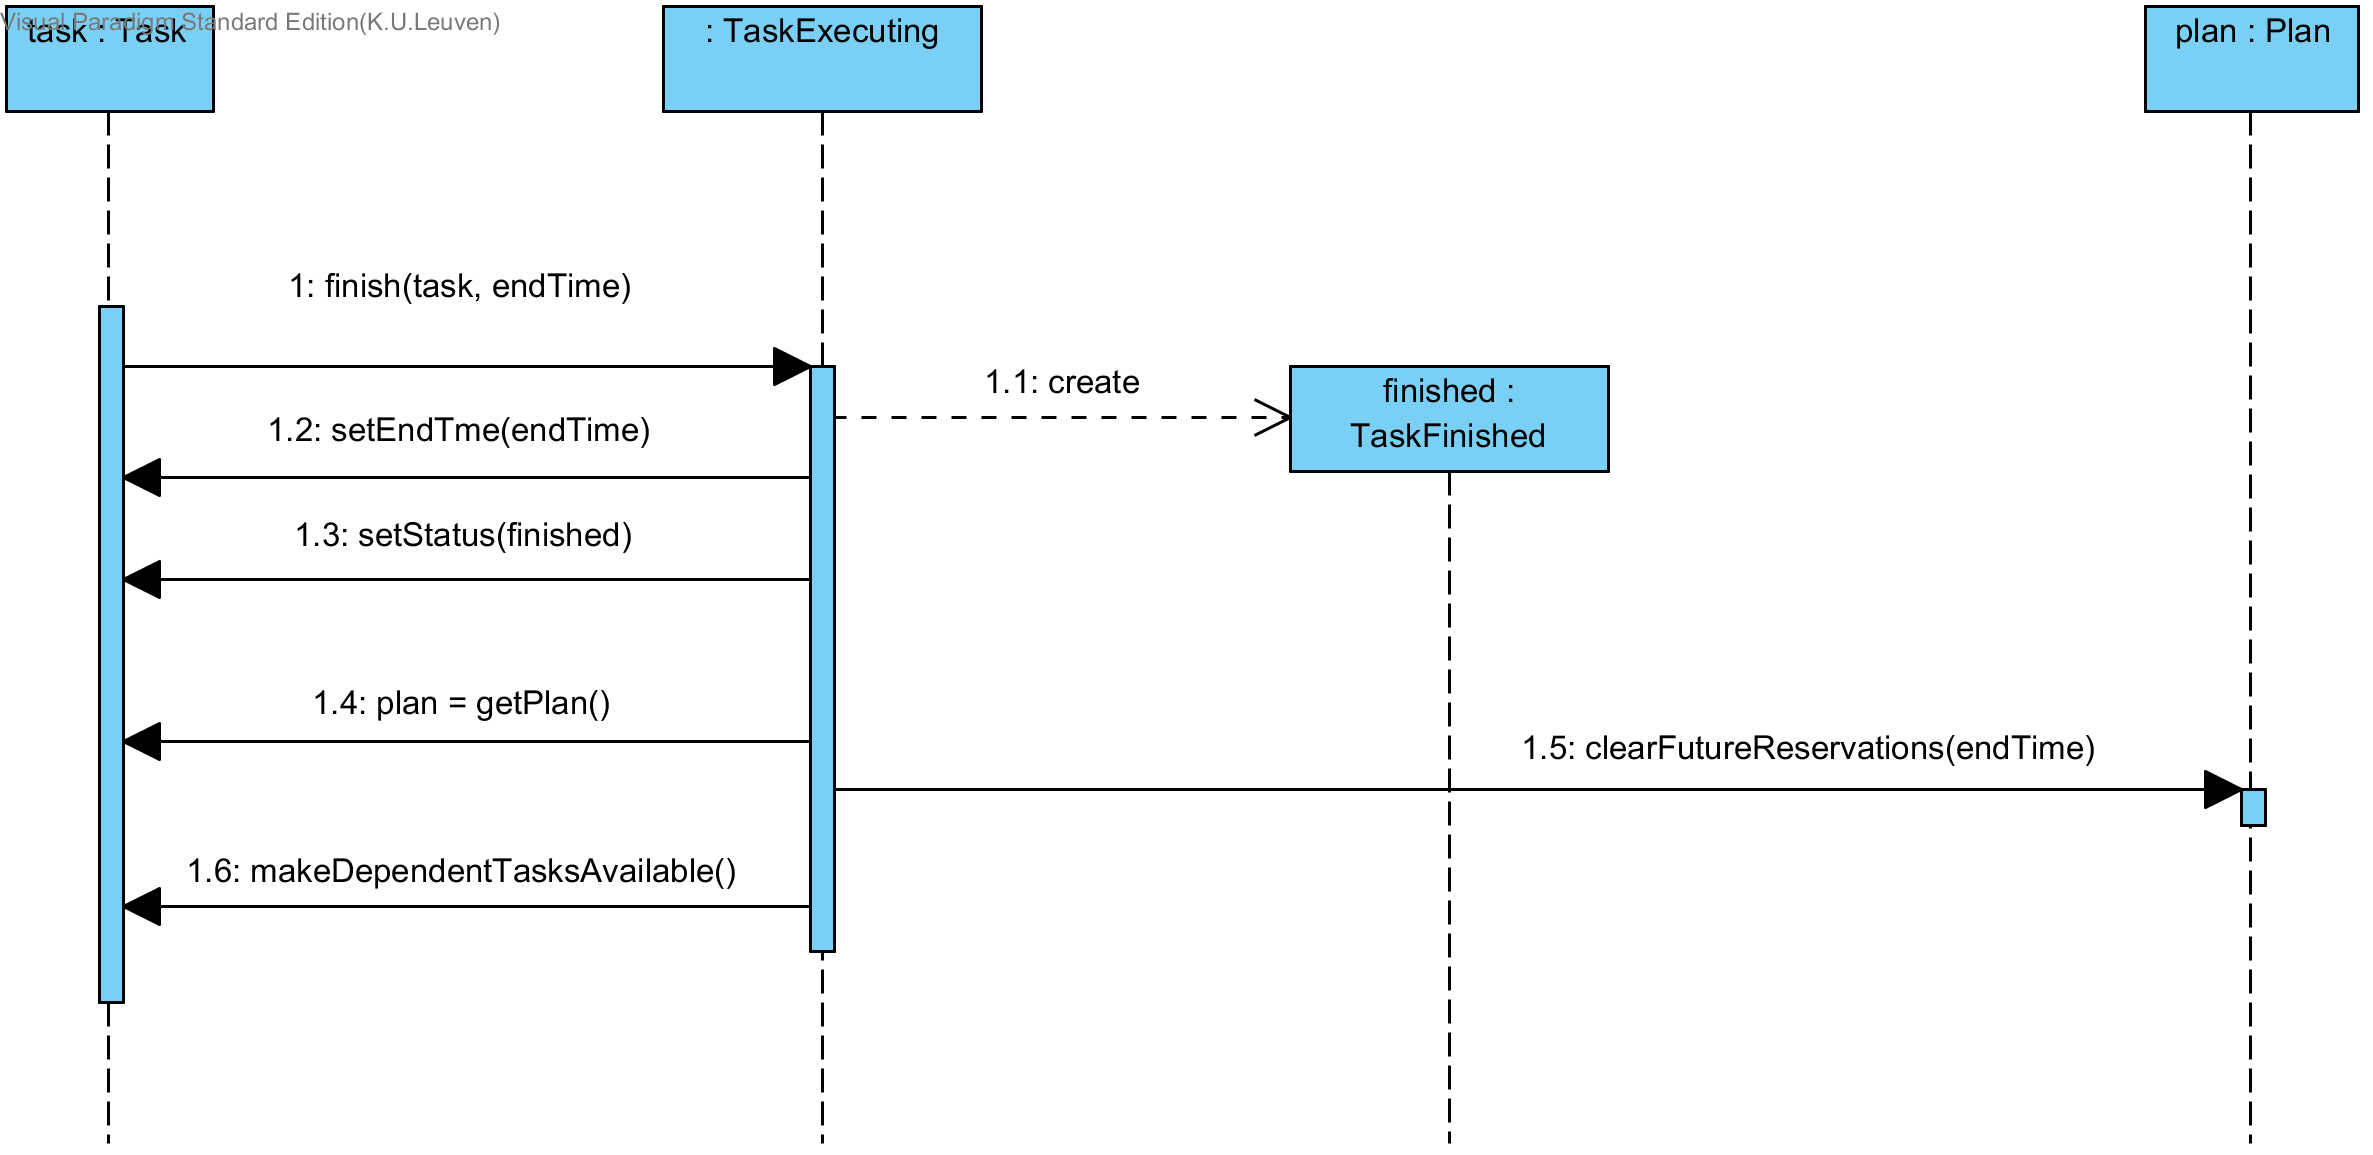 Visual Paradigm Standard Edition(K.U.Leuven)
task : Task
: TaskExecuting
plan : Plan
1: finish(task, endTime)
1.1: create
finished :
TaskFinished
1.2: setEndTme(endTime)
1.3: setStatus(finished)
1.4: plan = getPlan()
1.5: clearFutureReservations(endTime)
1.6: makeDependentTasksAvailable()